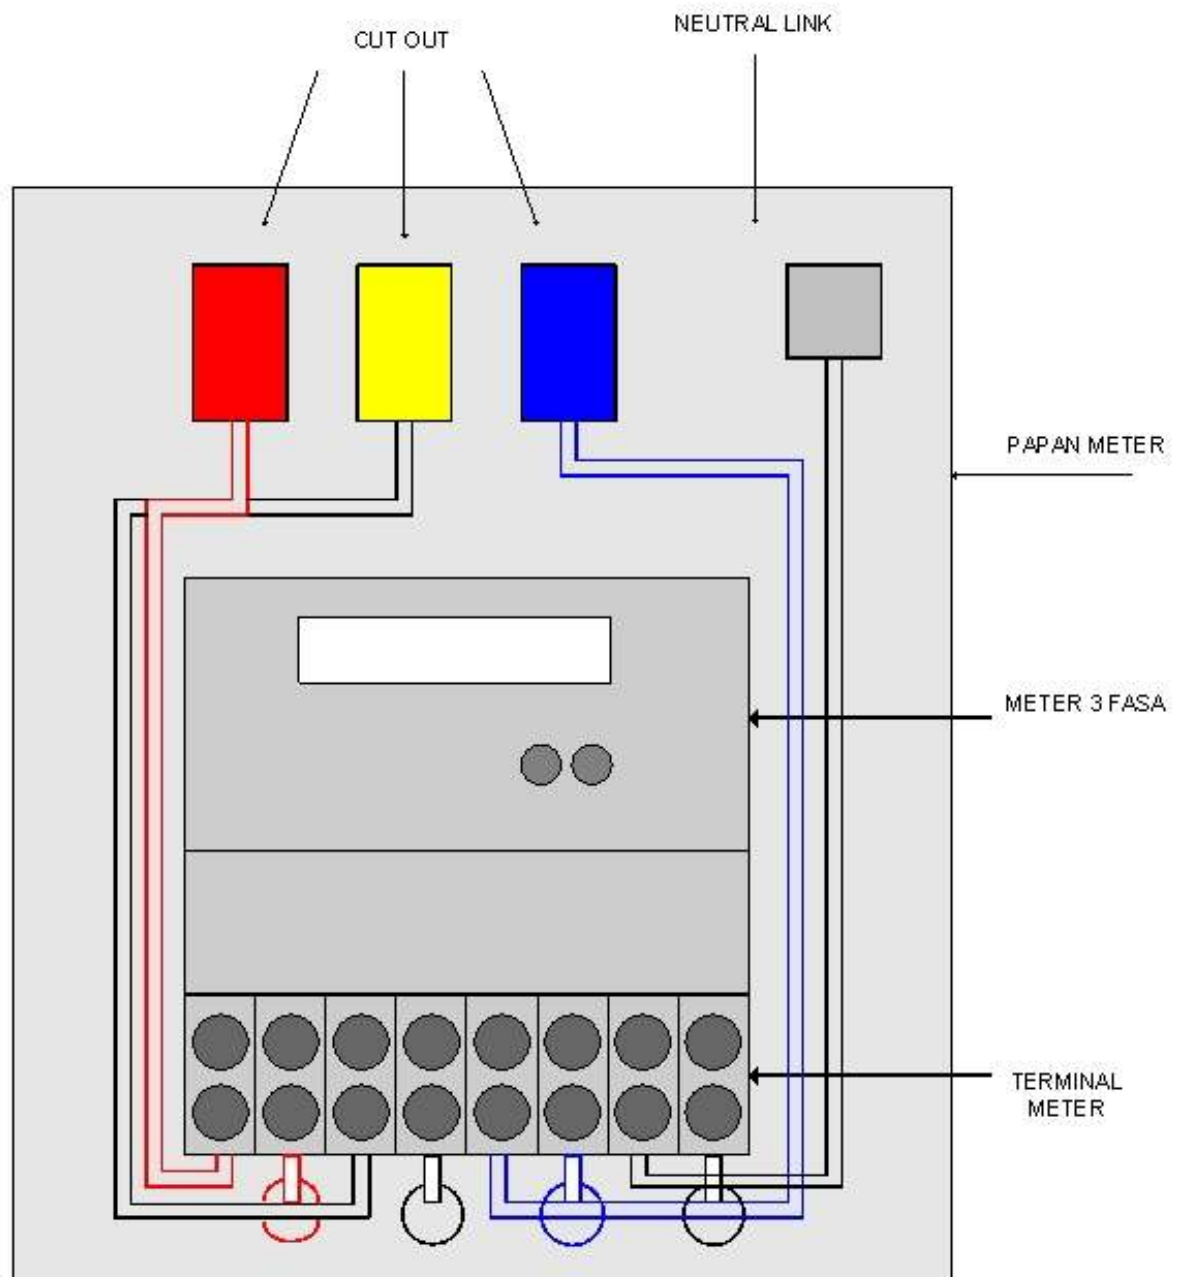 CUT OUT
NEUTRAL LINK
PAPAN METER
METER 3 FASA
TERMINAL
METER